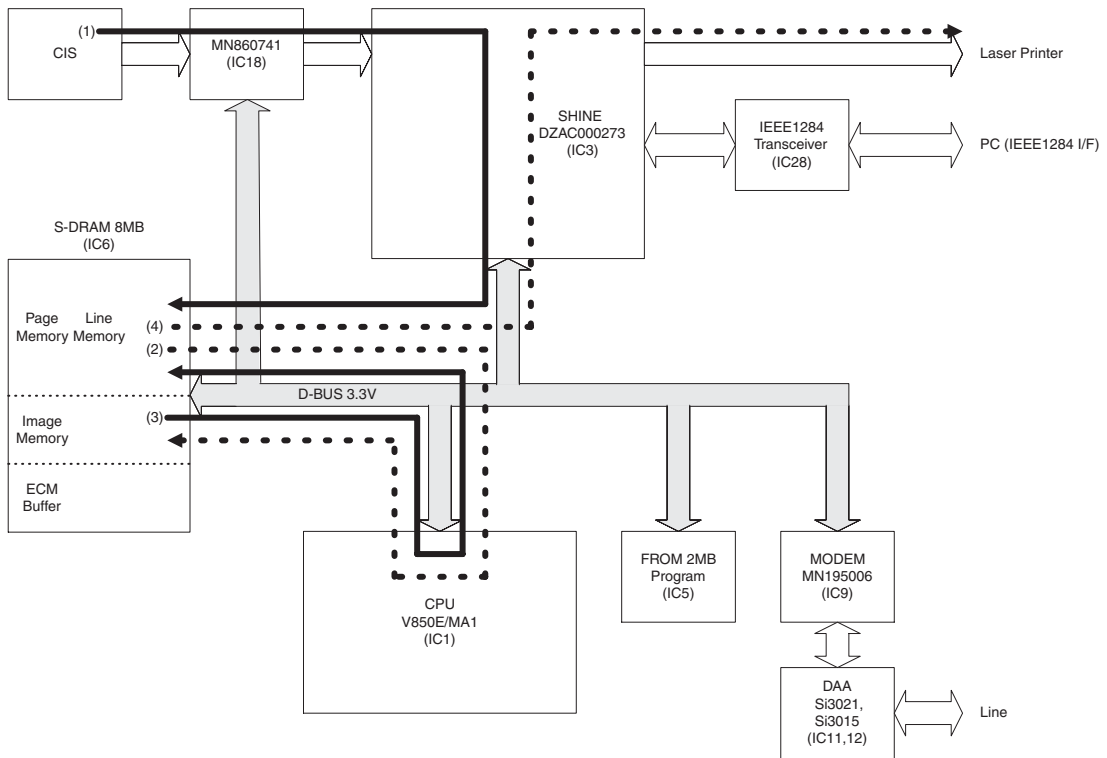 (1)
CIS
MN860741
(IC18)
Laser Printer
SHINE
DZAC000273
(IC3)
IEEE1284
Transceiver
(IC28)
PC (IEEE1284 I/F)
S-DRAM 8MB
(IC6)
Page Line
Memory Memory
(4)
(2)
D-BUS 3.3V
(3)
Image
Memory
ECM
Buffer
CPU
V850E/MA1
(IC1)
FROM 2MB
Program
(IC5)
MODEM
MN195006
(IC9)
DAA
Si3021,
Si3015
(IC11,12)
Line